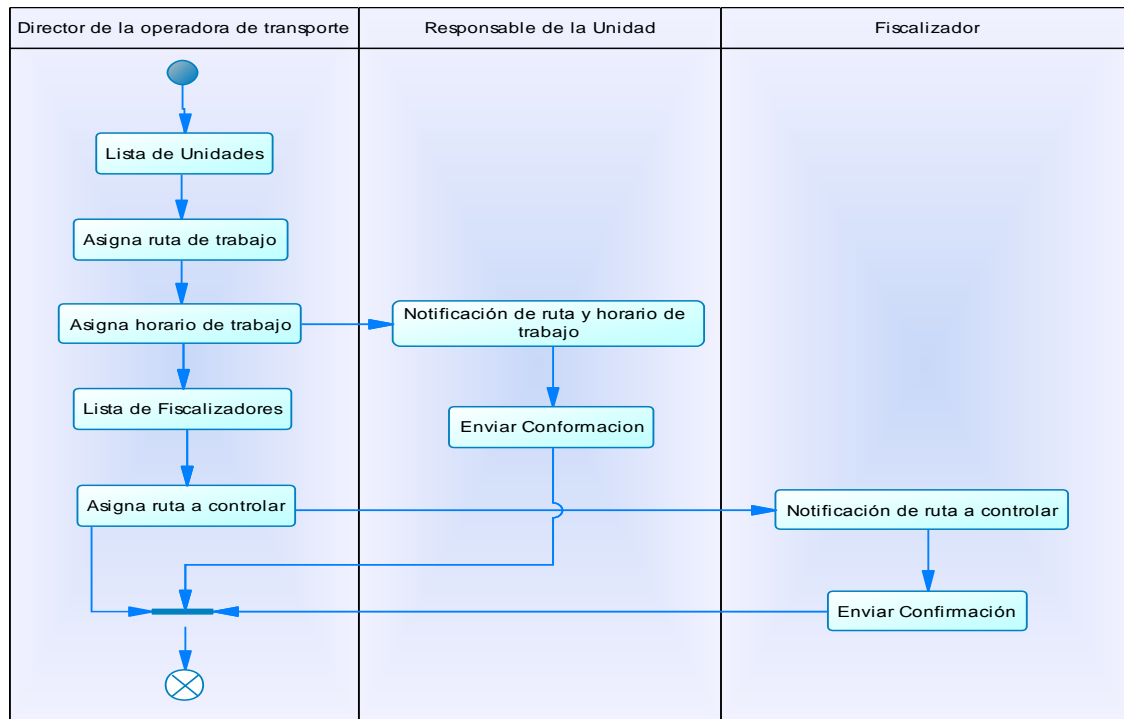 Director de la operadora de transporte
Responsable de la Unidad
Fiscalizador
Lista de Unidades
Asigna ruta de trabajo
Asigna horario de trabajo
Notificación de ruta y horario de
trabajo
Lista de Fiscalizadores
Enviar Conformacion
Asigna ruta a controlar
Notificación de ruta a controlar
Enviar Confirmación